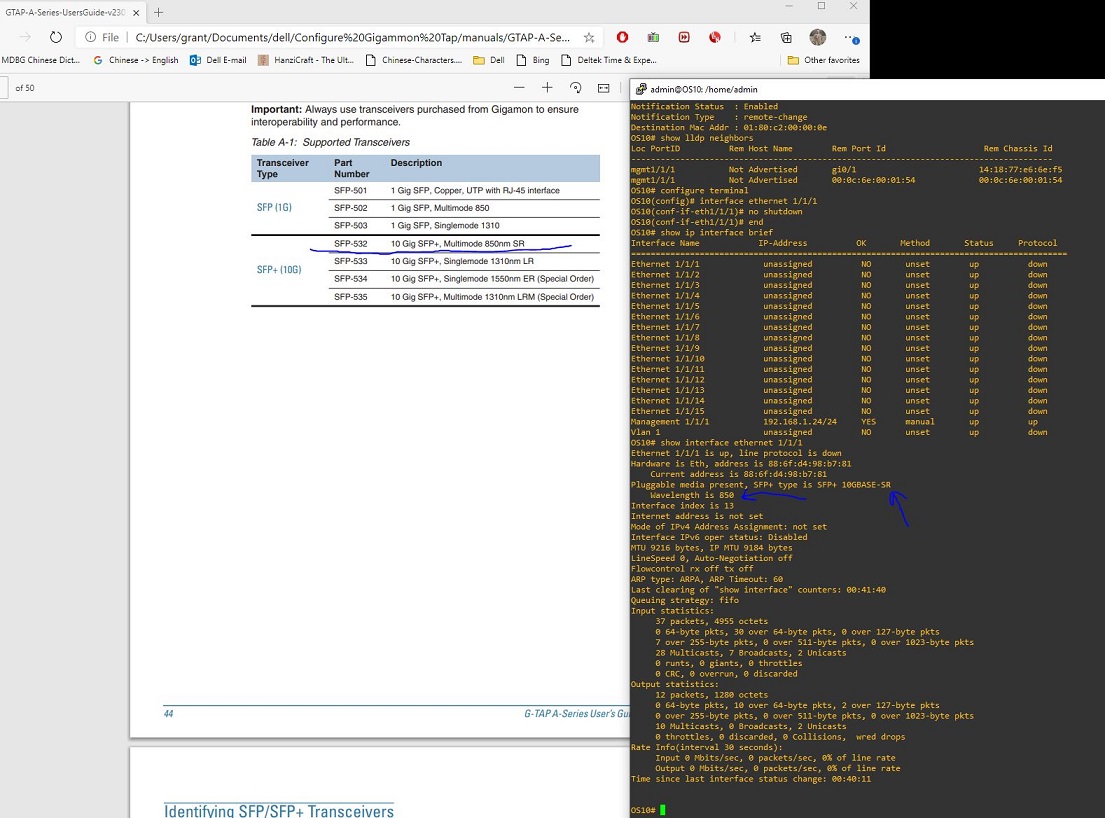 GTAP-A-Series-UsersGuide-v230
File
C:/Users/grant/Documents/dell/Configure%20Gigammon%20Tap/manuals/GTAP-A-Se...
MDBG Chinese Dict...
Chinese -> English
Dell E-mail
HanziCraft - The Ult...
Chinese-Characters....
Dell
Bing
Deltek Time & Expe...
Other favorites
of 50
Important: Always use transceivers purchased from Gigamon to ensure
interoperability and performance.
Table A-1: Supported Transceivers
Transceiver Type Part Number Description
SFP (1G)
SFP-501 1 Gig SFP, Copper, UTP with RJ-45 interface
SFP-502 1 Gig SFP, Multimode 850
SFP-503 1 Gig SFP, Singlemode 1310
SFP+ (10G)
SFP-532 10 Gig SFP+, Multimode 850nm SR
SFP-533 10 Gig SFP+, Singlemode 1310nm LR
SFP-534 10 Gig SFP+, Singlemode 1550nm ER (Special Order)
SFP-535 10 Gig SFP+, Multimode 1310nm LRM (Special Order)
44
G-TAP A-Series User's Gu
Identifying SFP/SFP+ Transceivers
admin@OS10: /home/admin
Notification Status : Enabled
Notification Type : remote-change
Destination Mac Addr : 01:80:c2:00:00:0e
OS10# show lldp neighbors
Loc PortID Rem Host Name Rem Port Id Rem Chassis Id
-----------------------------------------------------------------------------------------
mgmt1/1/1 Not Advertised gi0/1 14:18:77:e6:6e:f5
mgmt1/1/1 Not Advertised 00:0c:6e:00:01:54 00:0c:6e:00:01:54
OS10# configure terminal
OS10(config)# interface ethernet 1/1/1
OS10(conf-if-eth1/1/1)# no shutdown
OS10(conf-if-eth1/1/1)# end
OS10# show ip interface brief
Interface Name IP-Address OK Method Status Protocol
=========================================================================================
Ethernet 1/1/1 unassigned NO unset up down
Ethernet 1/1/2 unassigned NO unset up down
Ethernet 1/1/3 unassigned NO unset up down
Ethernet 1/1/4 unassigned NO unset up down
Ethernet 1/1/5 unassigned NO unset up down
Ethernet 1/1/6 unassigned NO unset up down
Ethernet 1/1/7 unassigned NO unset up down
Ethernet 1/1/8 unassigned NO unset up down
Ethernet 1/1/9 unassigned NO unset up down
Ethernet 1/1/10 unassigned NO unset up down
Ethernet 1/1/11 unassigned NO unset up down
Ethernet 1/1/12 unassigned NO unset up down
Ethernet 1/1/13 unassigned NO unset up down
Ethernet 1/1/14 unassigned NO unset up down
Ethernet 1/1/15 unassigned NO unset up down
Management 1/1/1 192.168.1.24/24 YES manual up up
Vlan 1 unassigned NO unset up down
OS10# show interface ethernet 1/1/1
Ethernet 1/1/1 is up, line protocol is down
Hardware is Eth, address is 88:6f:d4:98:b7:81
Current address is 88:6f:d4:98:b7:81
Pluggable media present, SFP+ type is SFP+ 10GBASE-SR
Wavelength is 850
Interface index is 13
Internet address is not set
Mode of IPv4 Address Assignment: not set
Interface IPv6 oper status: Disabled
MTU 9216 bytes, IP MTU 9184 bytes
LineSpeed 0, Auto-Negotiation off
Flowcontrol rx off tx off
ARP type: ARPA, ARP Timeout: 60
Last clearing of "show interface" counters: 00:41:40
Queuing strategy: fifo
Input statistics:
37 packets, 4955 octets
0 64-byte pkts, 30 over 64-byte pkts, 0 over 127-byte pkts
7 over 255-byte pkts, 0 over 511-byte pkts, 0 over 1023-byte pkts
28 Multicasts, 7 Broadcasts, 2 Unicasts
0 runts, 0 giants, 0 throttles
0 CRC, 0 overrun, 0 discarded
Output statistics:
12 packets, 1280 octets
0 64-byte pkts, 10 over 64-byte pkts, 2 over 127-byte pkts
0 over 255-byte pkts, 0 over 511-byte pkts, 0 over 1023-byte pkts
10 Multicasts, 0 Broadcasts, 2 Unicasts
0 throttles, 0 discarded, 0 Collisions, wred drops
Rate Info(interval 30 seconds):
Input 0 Mbits/sec, 0 packets/sec, 0% of line rate
Output 0 Mbits/sec, 0 packets/sec, 0% of line rate
Time since last interface status change: 00:40:11
OS10#